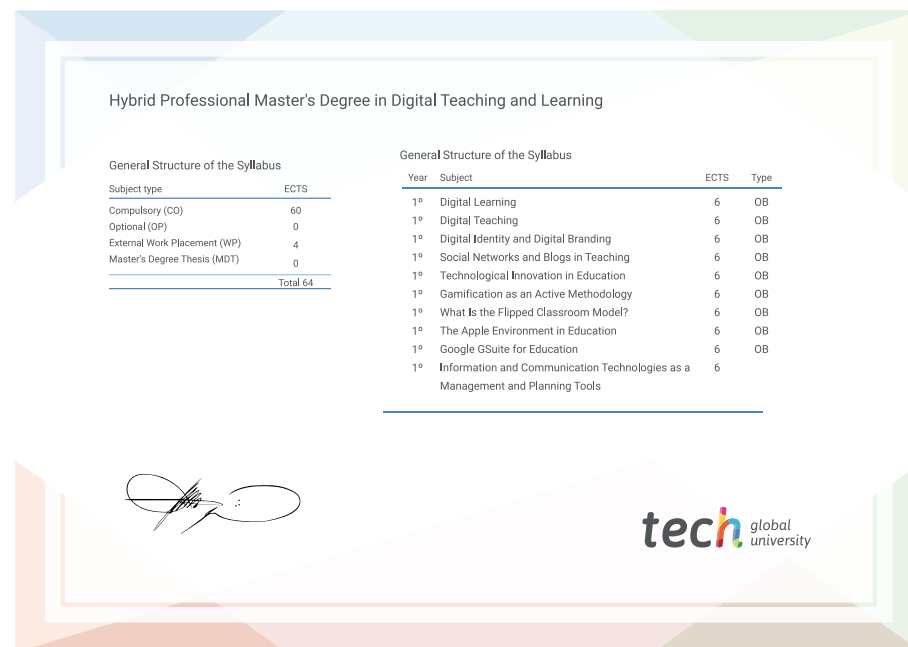 Hybrid Professional Master's Degree in Digital Teaching and Learning
General Structure of the Syllabus
Subject type ECTS
Compulsory (CO) 60
Optional (OP) 0
External Work Placement (WP) 4
Master's Degree Thesis (MDT) 0
Total 64
General Structure of the Syllabus
Year Subject ECTS Type
1º Digital Learning 6 OB
1º Digital Teaching 6 OB
1º Digital Identity and Digital Branding 6 OB
1º Social Networks and Blogs in Teaching 6 OB
1º Technological Innovation in Education 6 OB
1º Gamification as an Active Methodology 6 OB
1º What Is the Flipped Classroom Model? 6 OB
1º The Apple Environment in Education 6 OB
1º Google GSuite for Education 6 OB
1º Information and Communication Technologies as a 6
Management and Planning Tools
tech global
university